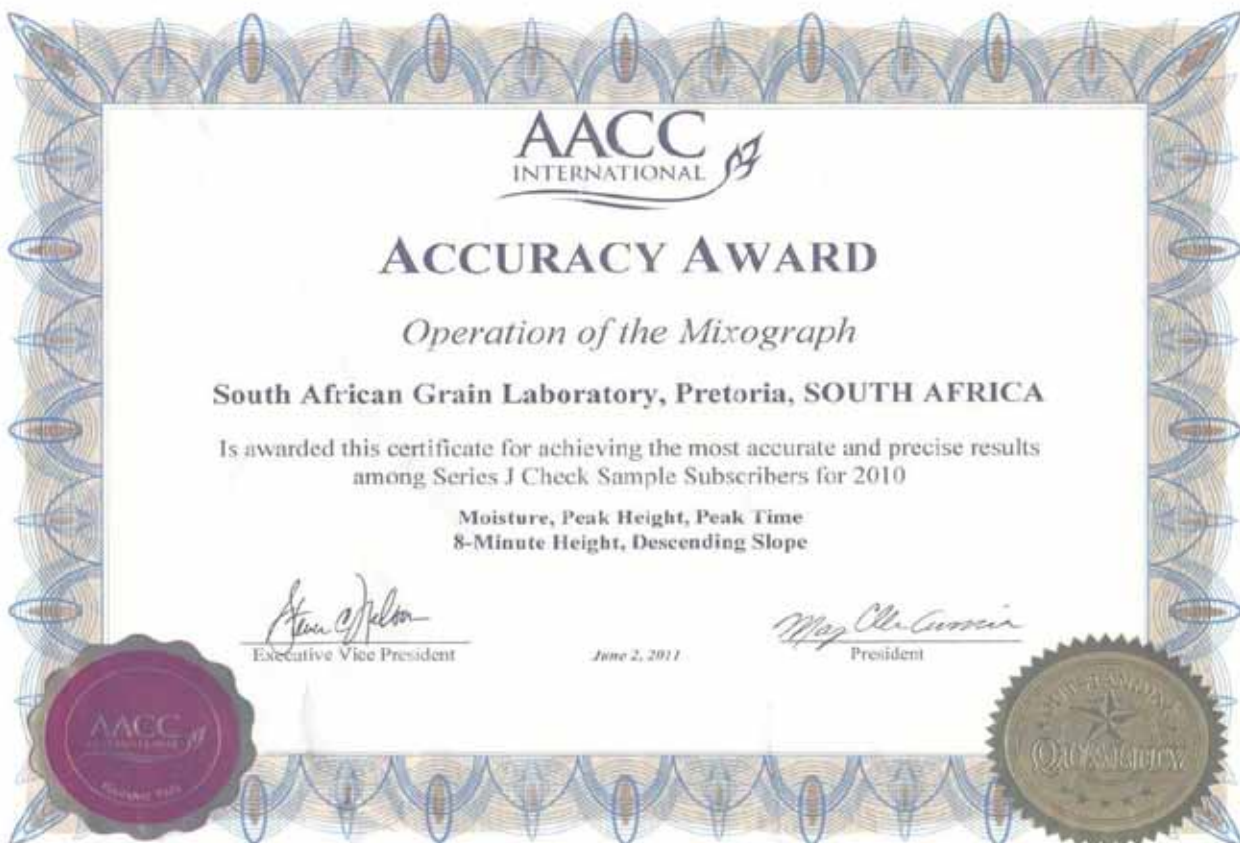 AACC
INTERNATIONAL
ACCURACY AWARD
Operation of the Mixograph
South African Grain Laboratory, Pretoria, SOUTH AFRICA
Is awarded this certificate for achieving the most accurate and precise results
among Series J Check Sample Subscribers for 2010
Moisture, Peak Height, Peak Time
8-Minute Height, Descending Slope
Executive Vice President
June 2, 2011
President
AACC
INTERNATIONAL
QUALITY